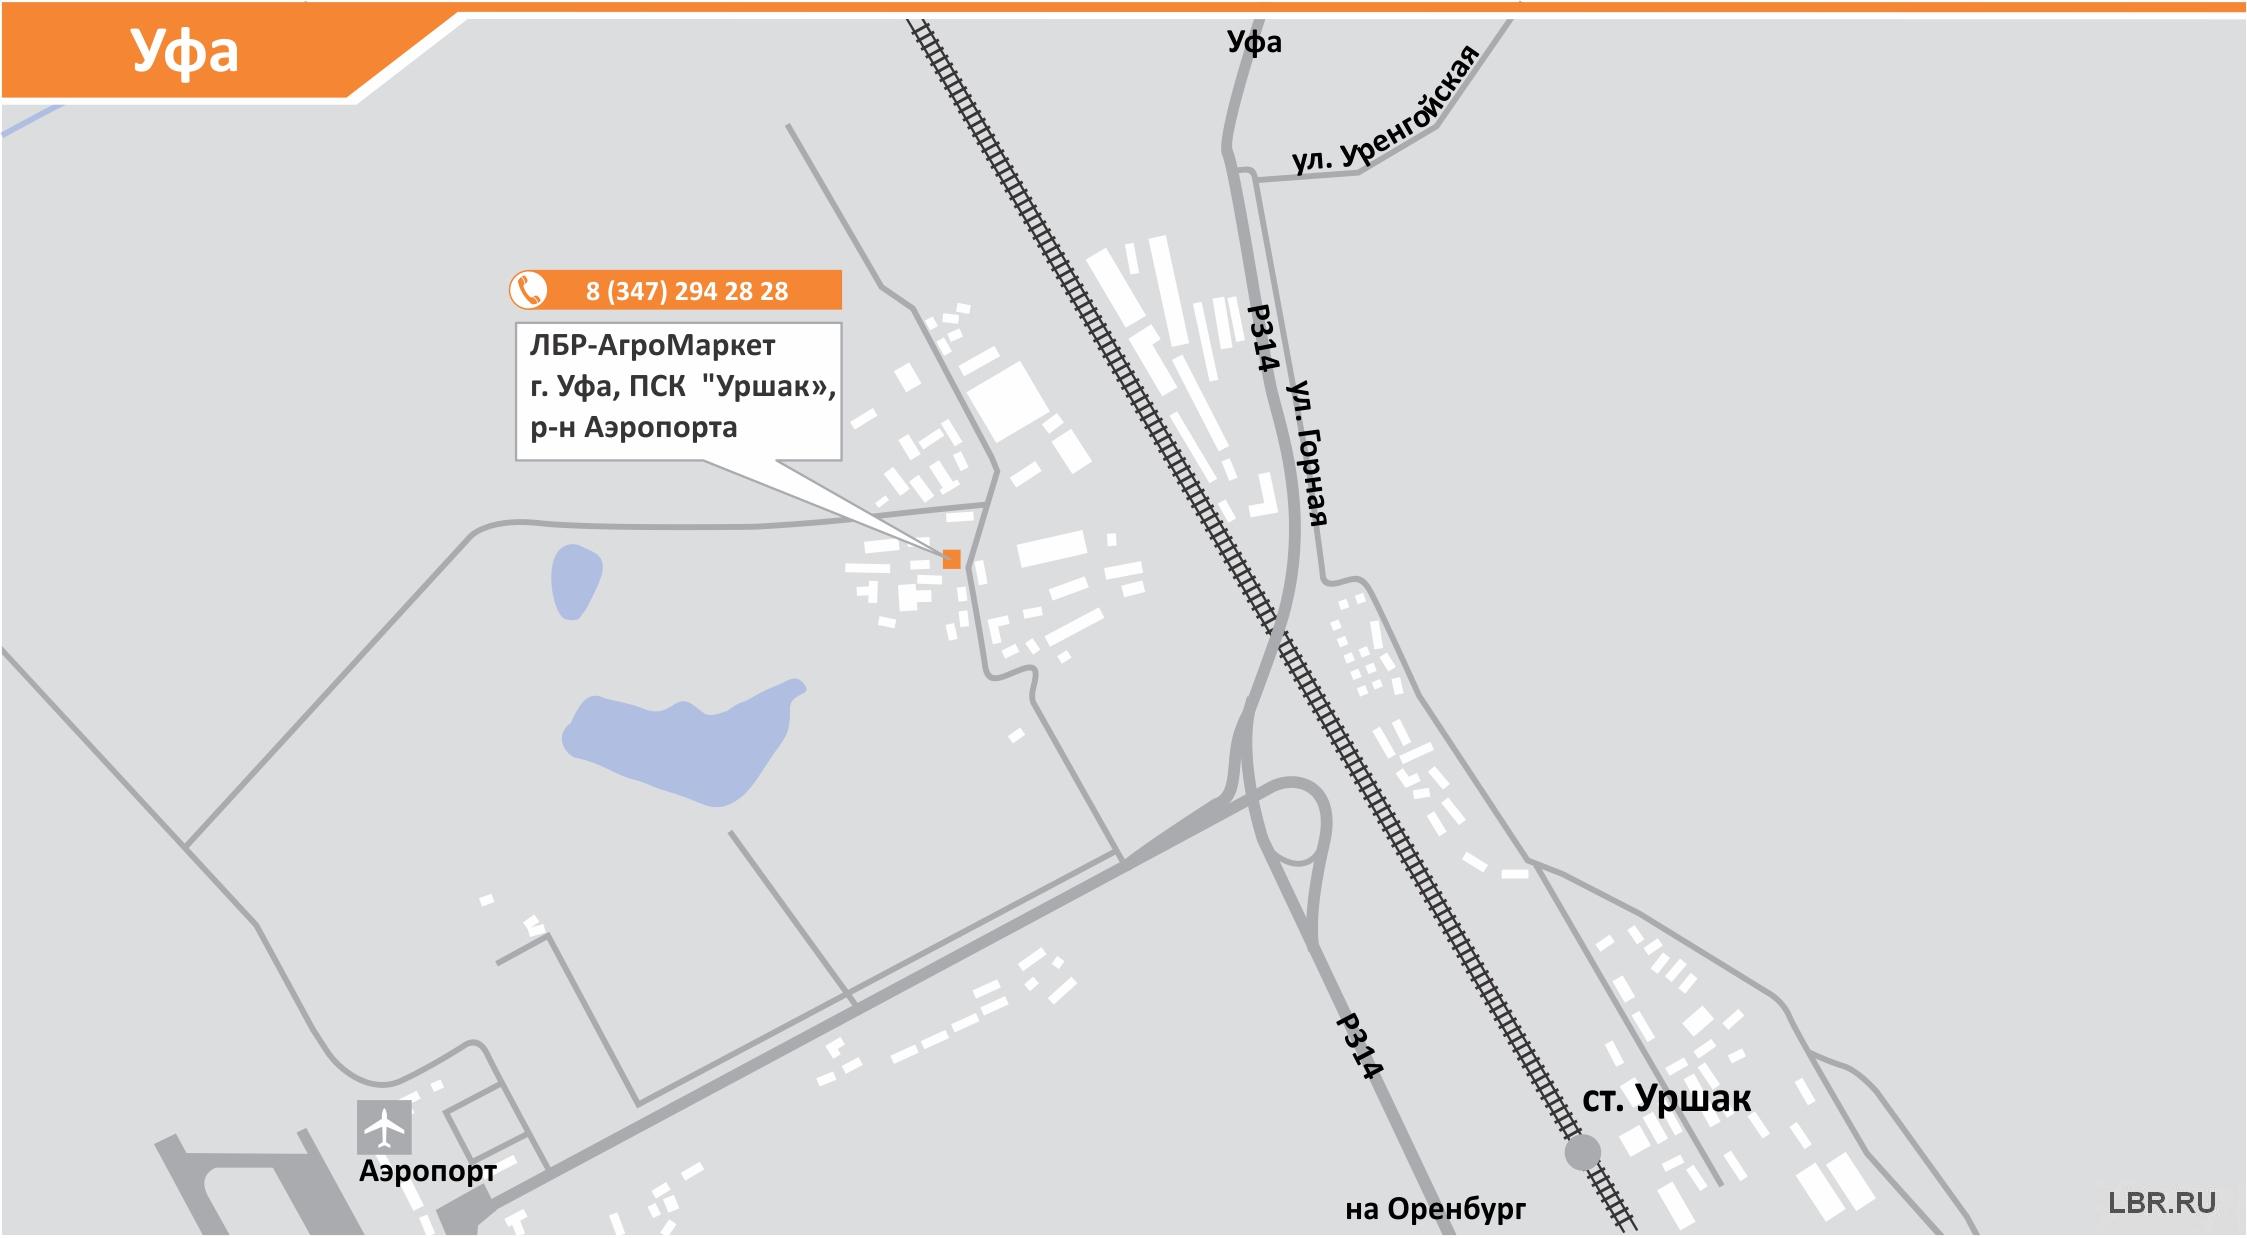 Уфа
Уфа
ул. Уренгойская
8 (347) 294 28 28
ЛБР-АгроМаркет
г. Уфа, ПСК "Уршак»,
р-н Аэропорта
Р314
ул. Горная
Р314
ст. Уршак
Аэропорт
на Оренбург
LBR.RU